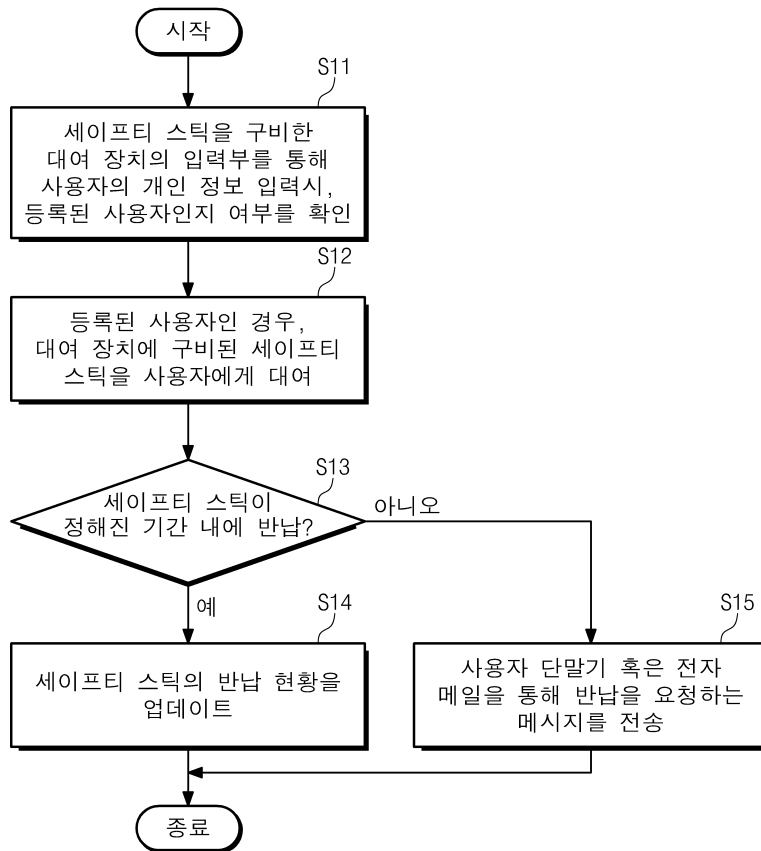 시작
S11
세이프티 스틱을 구비한
대여 장치의 입력부를 통해
사용자의 개인 정보 입력시,
등록된 사용자인지 여부를 확인
S12
등록된 사용자인 경우,
대여 장치에 구비된 세이프티
스틱을 사용자에게 대여
S13
세이프티 스틱이
정해진 기간 내에 반납?
아니오
예
S14
세이프티 스틱의 반납 현황을
업데이트
S15
사용자 단말기 혹은 전자
메일을 통해 반납을 요청하는
메시지를 전송
종료